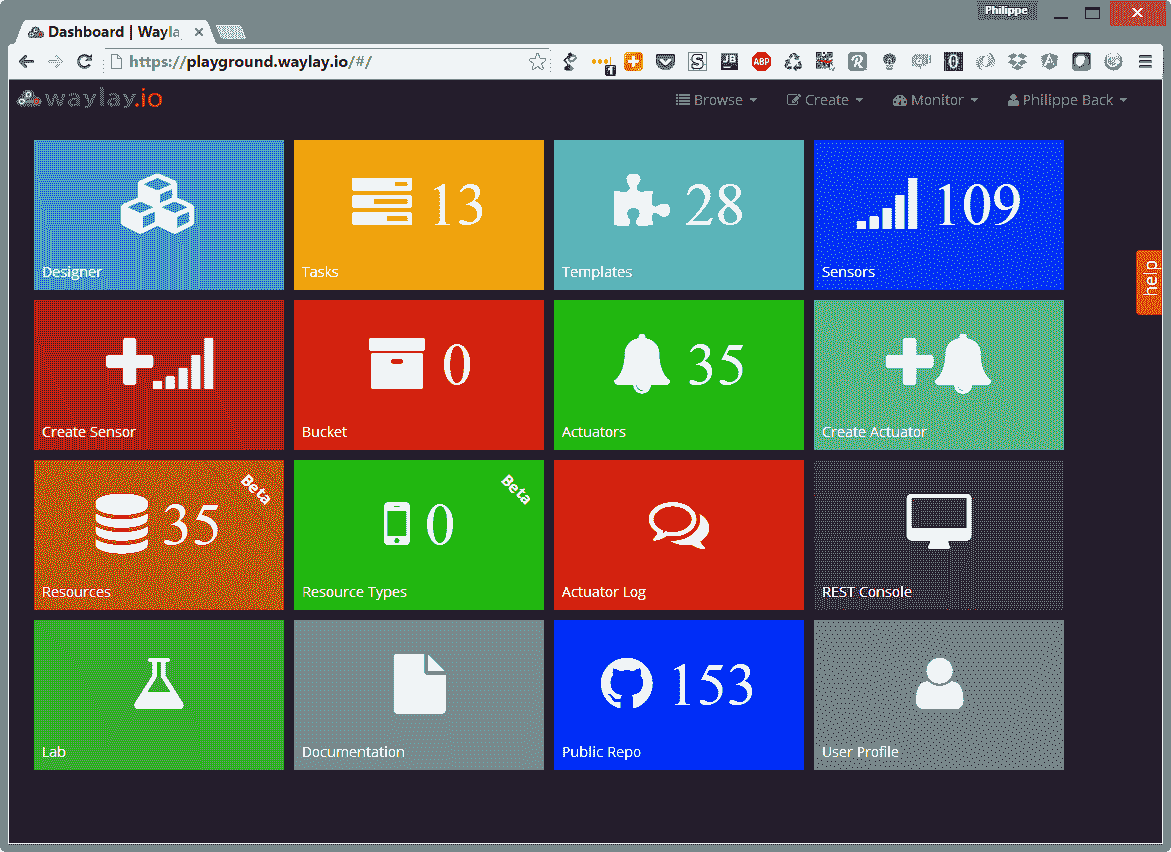 Philippe
Dashboard | Wayla
https://playground.waylay.io/#/
1
S
JB
ABP
R
waylay.io
Browse
Create
Monitor
Philippe Back
Designer
13
Tasks
28
Templates
109
Sensors
help
Create Sensor
0
Bucket
35
Actuators
Create Actuator
Beta
35
Resources
Beta
0
Resource Types
Actuator Log
REST Console
Lab
Documentation
153
Public Repo
User Profile